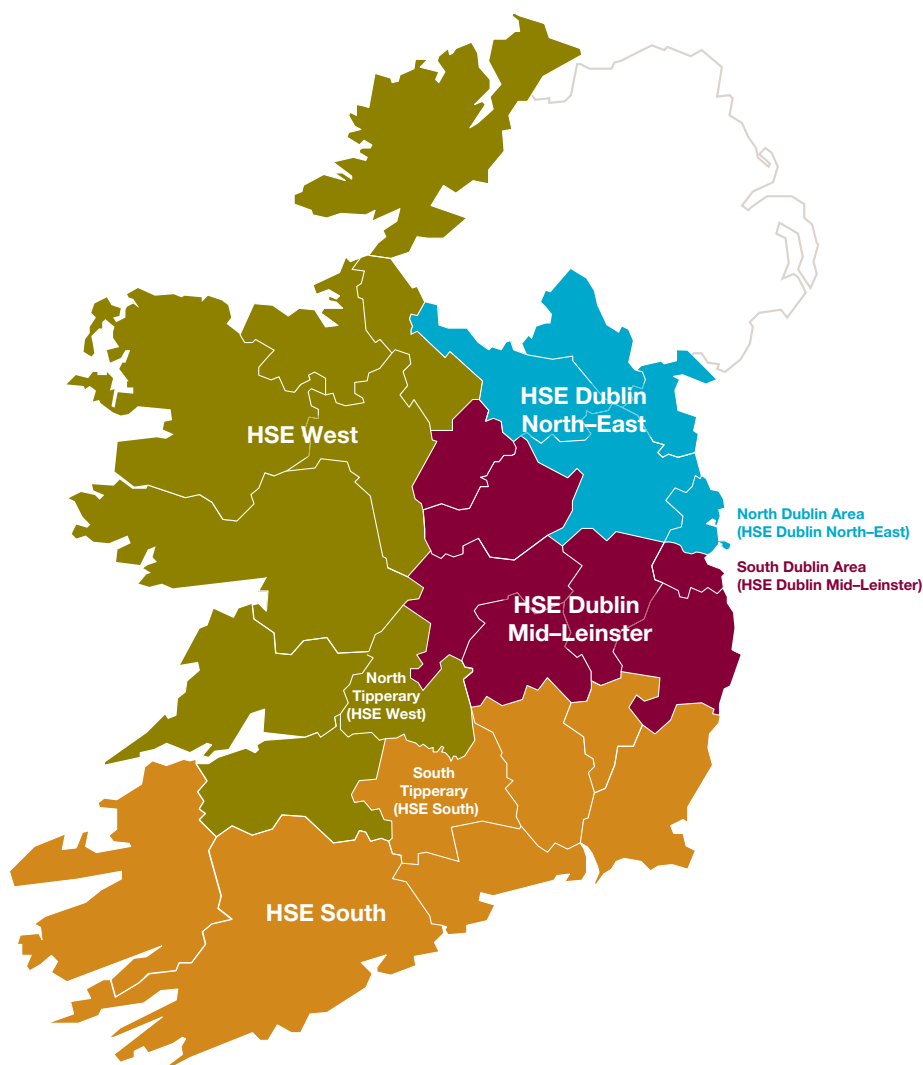 HSE Dublin
North–East
HSE West
North Dublin Area
(HSE Dublin North–East)
South Dublin Area
(HSE Dublin Mid–Leinster)
HSE Dublin
Mid–Leinster
North
Tipperary
(HSE West)
South
Tipperary
(HSE South)
HSE South